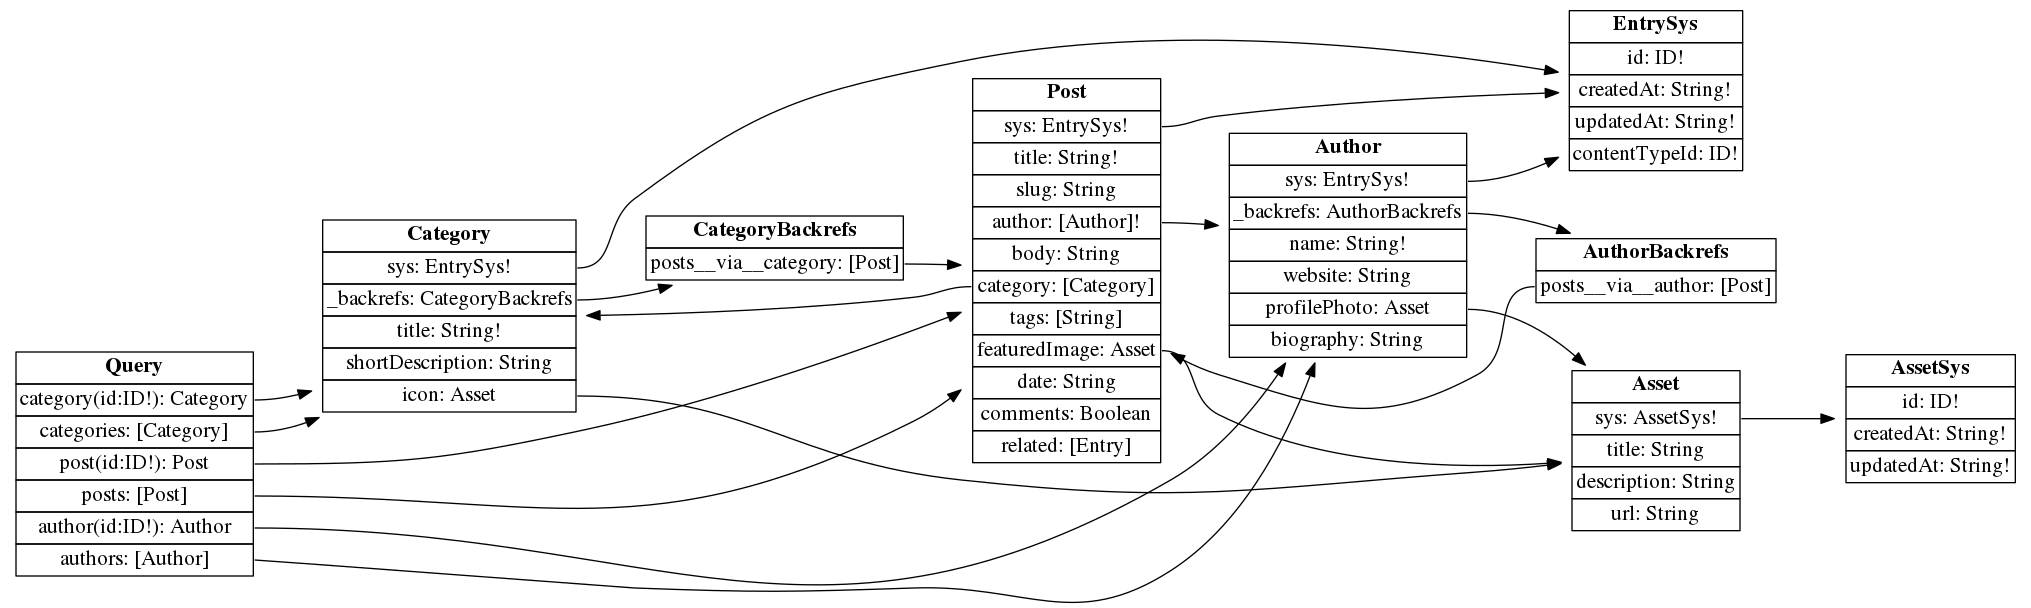 Query
category(id:ID!): Category
categories: [Category]
post(id:ID!): Post
posts: [Post]
author(id:ID!): Author
authors: [Author]
Category
sys: EntrySys!
_backrefs: CategoryBackrefs
title: String!
shortDescription: String
icon: Asset
CategoryBackrefs
posts__via__category: [Post]
Post
sys: EntrySys!
title: String!
slug: String
author: [Author]!
body: String
category: [Category]
tags: [String]
featuredImage: Asset
date: String
comments: Boolean
related: [Entry]
Author
sys: EntrySys!
_backrefs: AuthorBackrefs
name: String!
website: String
profilePhoto: Asset
biography: String
EntrySys
id: ID!
createdAt: String!
updatedAt: String!
contentTypeId: ID!
AuthorBackrefs
posts__via__author: [Post]
Asset
sys: AssetSys!
title: String
description: String
url: String
AssetSys
id: ID!
createdAt: String!
updatedAt: String!